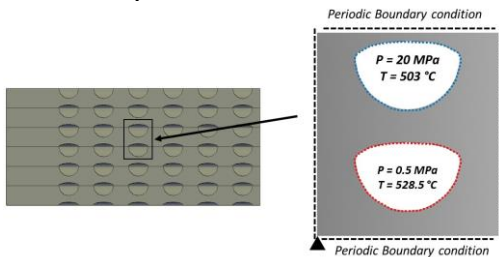 Periodic Boundary condition
P = 20 MPa
T = 503 °C
P = 0.5 MPa
T = 528.5 °C
Periodic Boundary condition